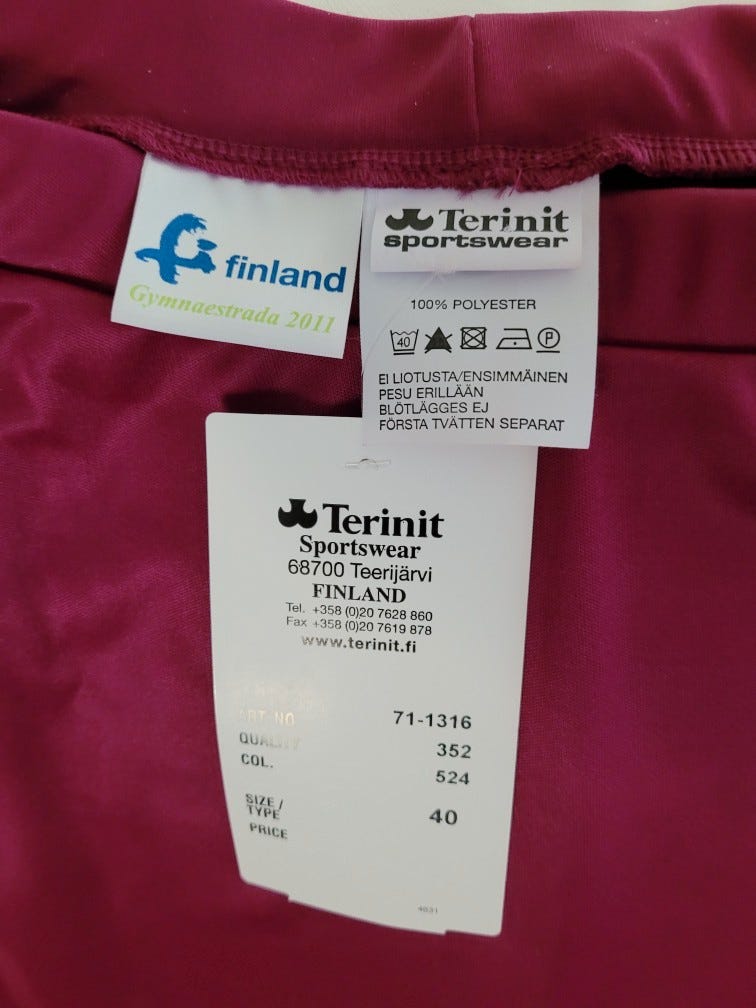 finland
Gymnaestrada 2011
Terinit
sportswear
100% POLYESTER
40
P
EI LIOTUSTA/ENSIMMÄINEN
PESU ERILLÄÄN
BLÖTLÄGGES EJ
FÖRSTA TVÄTTEN SEPARAT
Terinit
Sportswear
68700 Teerijärvi
FINLAND
Tel. +358 (0)20 7628 860
Fax +358 (0)20 7619 878
www.terinit.fi
ART NO 71-1316
QUALITY 352
COL. 524
SIZE/
TYPE 40
PRICE
4031